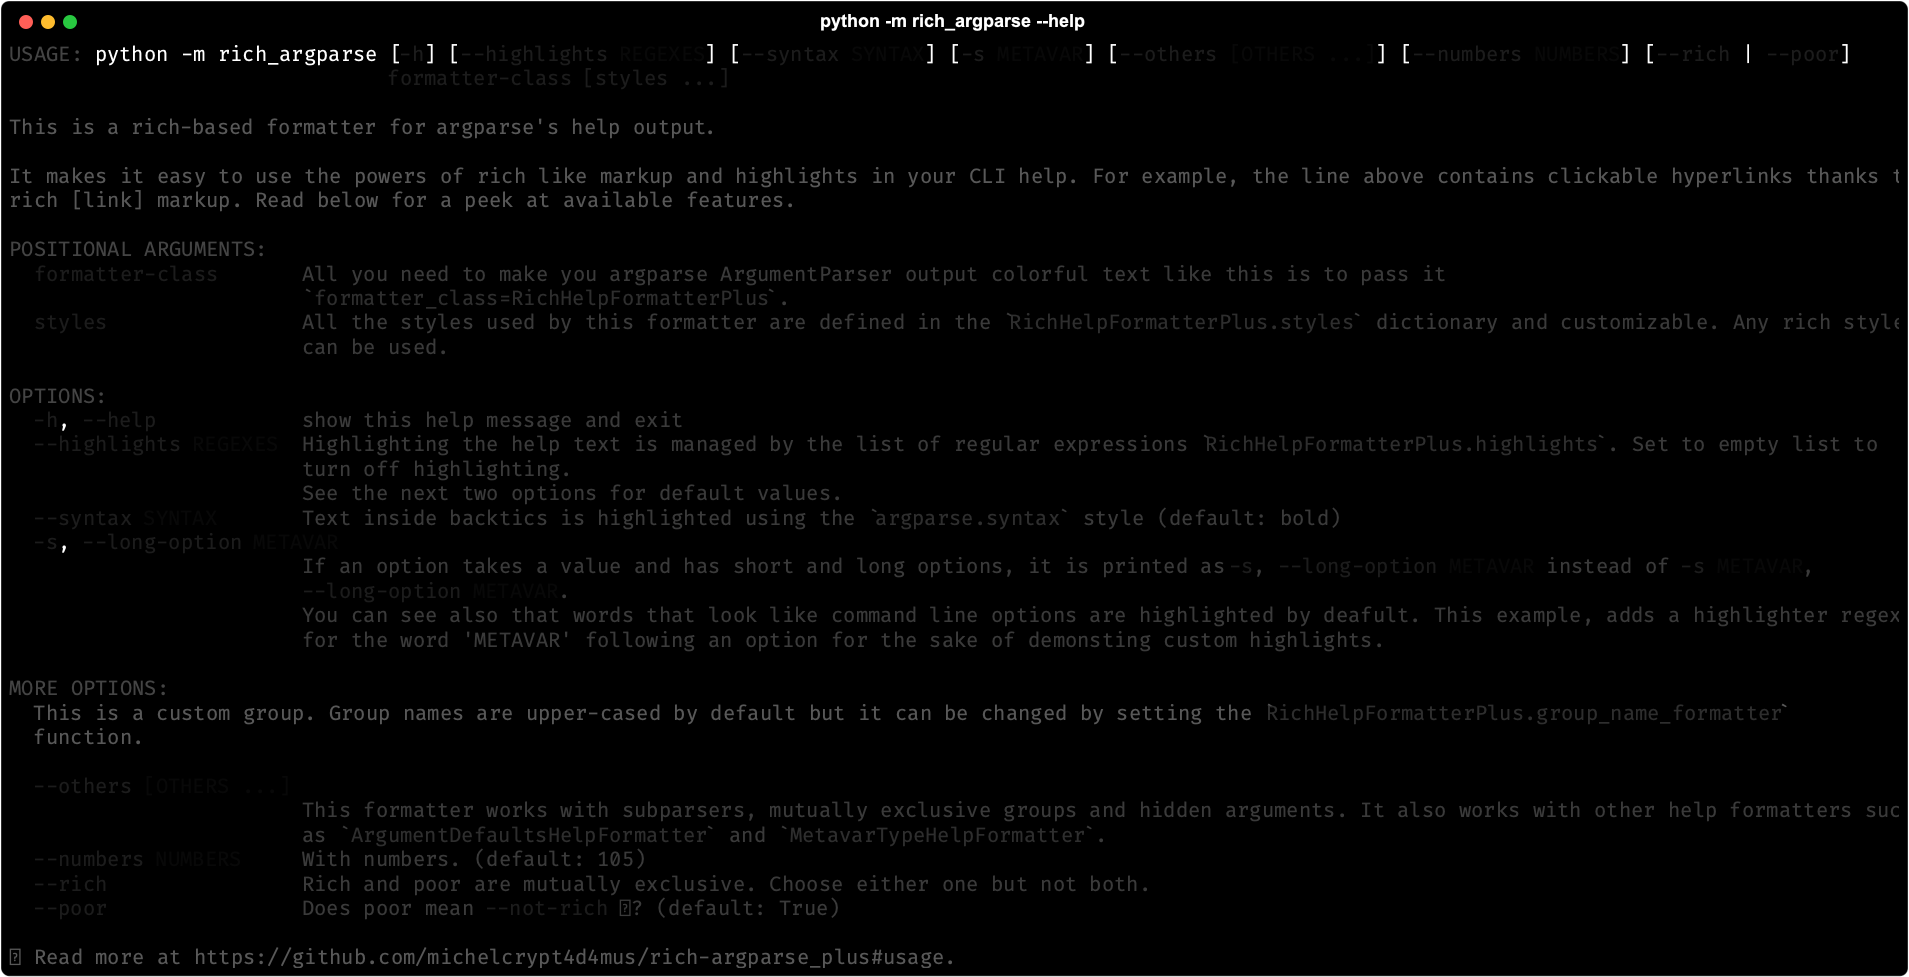 python -m rich_argparse --help
USAGE: python -m rich_argparse [-h] [--highlights REGEXES] [--syntax SYNTAX] [-s METAVAR] [--others [OTHERS ...]] [--numbers NUMBERS] [--rich | --poor]
formatter-class [styles ...]
This is a rich-based formatter for argparse's help output.
It makes it easy to use the powers of rich like markup and highlights in your CLI help. For example, the line above contains clickable hyperlinks thanks t
rich [link] markup. Read below for a peek at available features.
POSITIONAL ARGUMENTS:
formatter-class All you need to make you argparse ArgumentParser output colorful text like this is to pass it
`formatter_class=RichHelpFormatterPlus`.
styles All the styles used by this formatter are defined in the `RichHelpFormatterPlus.styles` dictionary and customizable. Any rich style
can be used.
OPTIONS:
-h, --help show this help message and exit
--highlights REGEXES Highlighting the help text is managed by the list of regular expressions `RichHelpFormatterPlus.highlights`. Set to empty list to
turn off highlighting.
See the next two options for default values.
--syntax SYNTAX Text inside backtics is highlighted using the `argparse.syntax` style (default: bold)
-s, --long-option METAVAR
If an option takes a value and has short and long options, it is printed as -s, --long-option METAVAR instead of -s METAVAR,
--long-option METAVAR.
You can see also that words that look like command line options are highlighted by deafult. This example, adds a highlighter regex
for the word 'METAVAR' following an option for the sake of demonsting custom highlights.
MORE OPTIONS:
This is a custom group. Group names are upper-cased by default but it can be changed by setting the `RichHelpFormatterPlus.group_name_formatter`
function.
--others [OTHERS ...]
This formatter works with subparsers, mutually exclusive groups and hidden arguments. It also works with other help formatters suc
as `ArgumentDefaultsHelpFormatter` and `MetavarTypeHelpFormatter`.
--numbers NUMBERS With numbers. (default: 105)
--rich Rich and poor are mutually exclusive. Choose either one but not both.
--poor Does poor mean --not-rich ? (default: True)
Read more at https://github.com/michelcrypt4d4mus/rich-argparse_plus#usage.